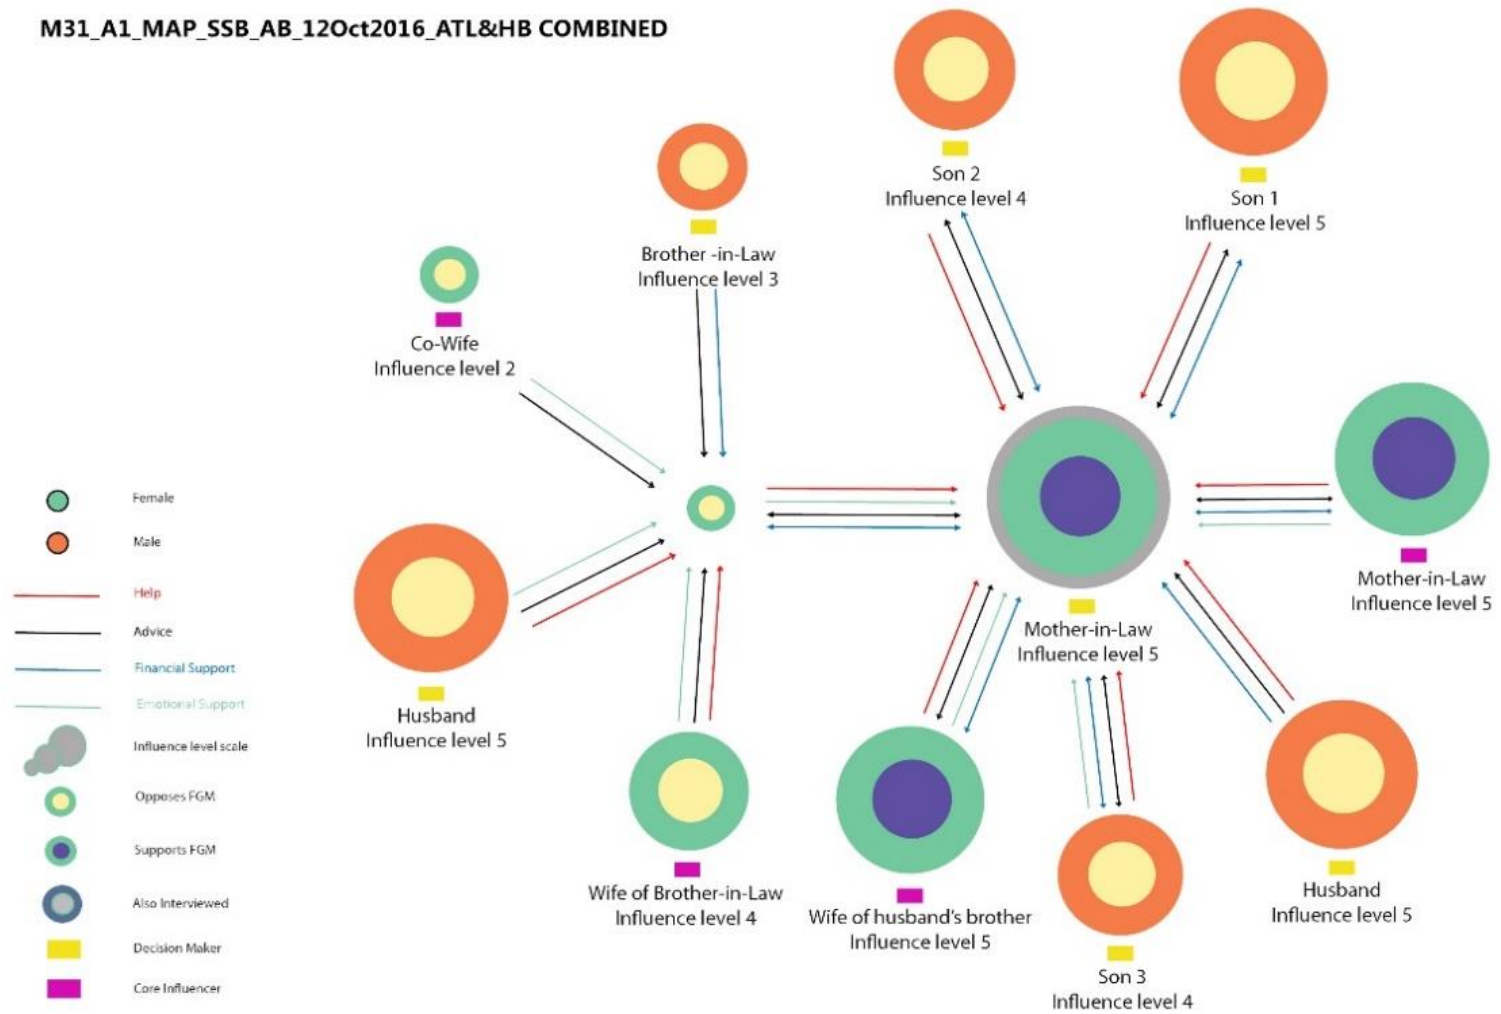 M31_A1_MAP_SSB_AB_12Oct2016_ATL&HB COMBINED
Son 2
Influence level 4
Son 1
Influence level 5
Brother -in-Law
Influence level 3
Co-Wife
Influence level 2
Mother-in-Law
Influence level 5
Mother-in-Law
Influence level 5
Husband
Influence level 5
Wife of Brother-in-Law
Influence level 4
Wife of husband's brother
Influence level 5
Son 3
Influence level 4
Husband
Influence level 5
Female
Male
Help
Advice
Financial Support
Emotional Support
Influence level scale
Opposes FGM
Supports FGM
Also Interviewed
Decision Maker
Core Influencer